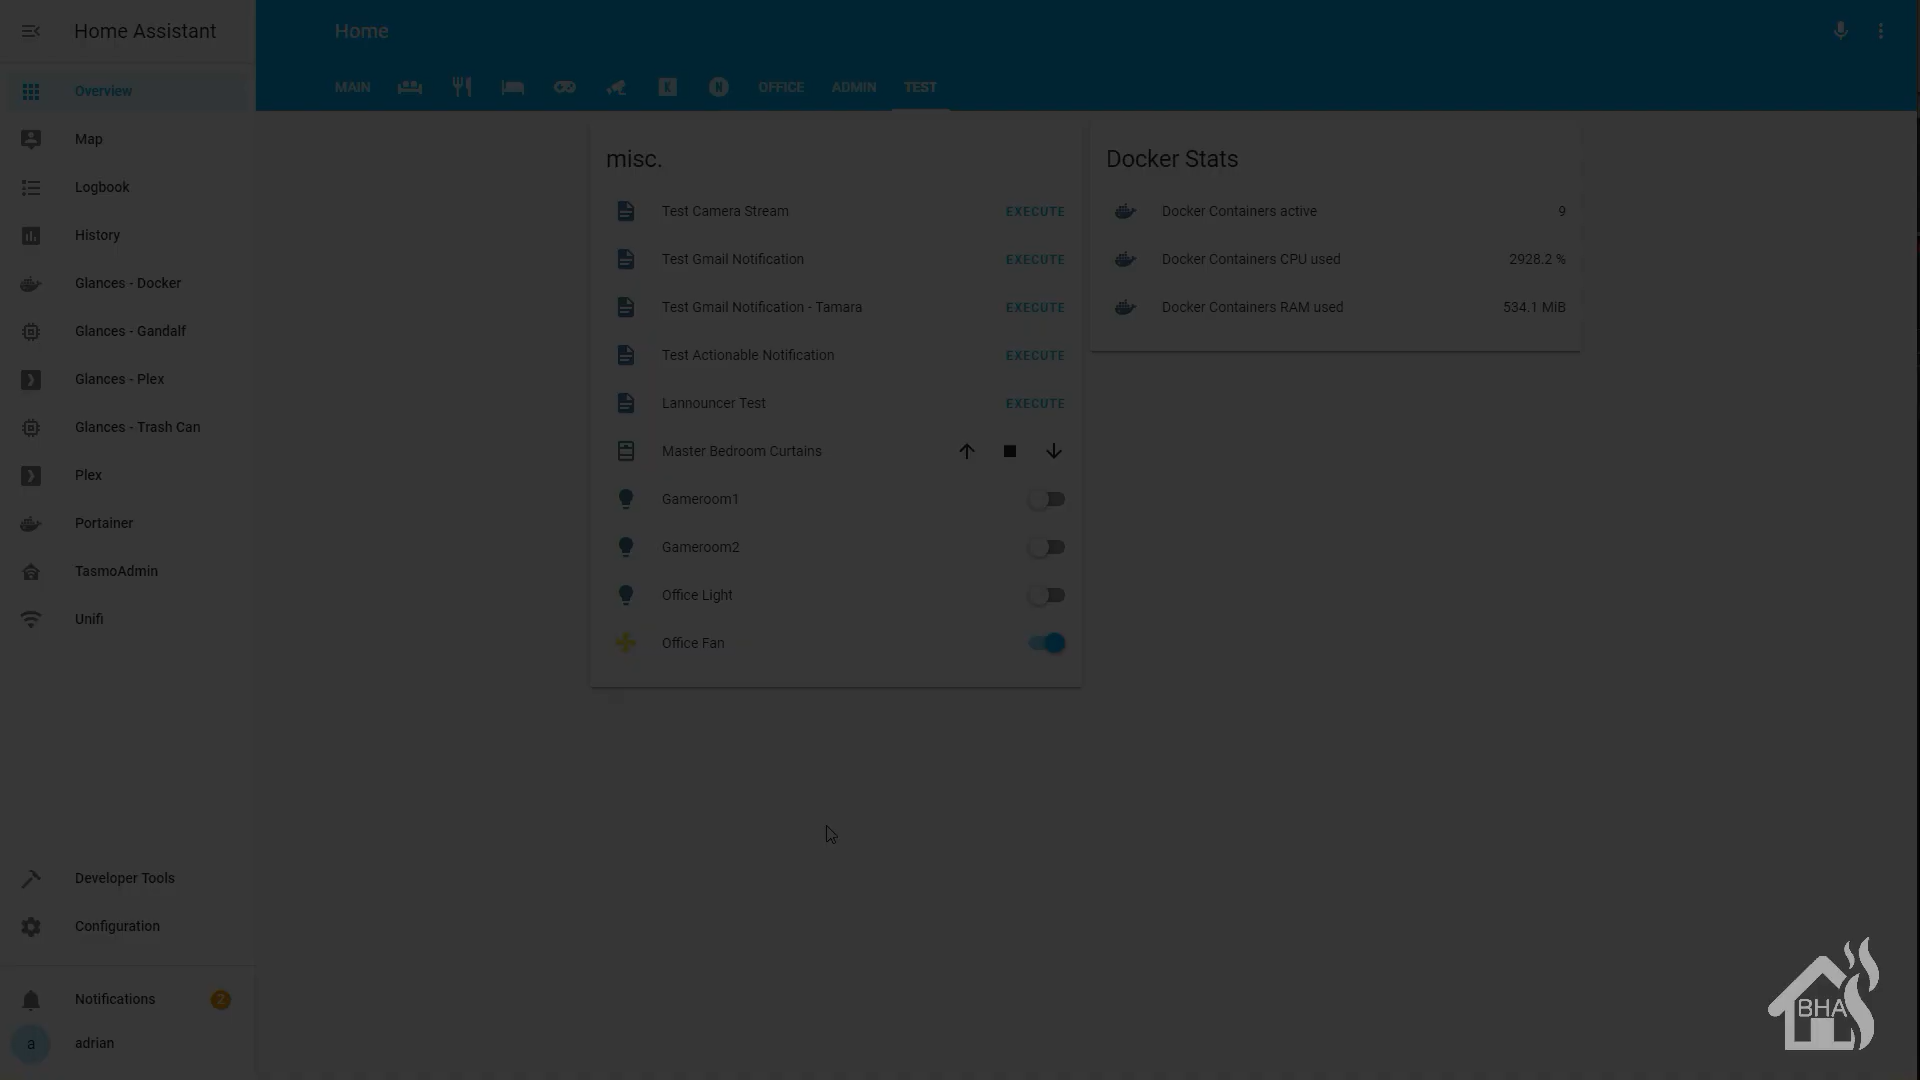 Home Assistant
Overview
Map
Logbook
History
Glances - Docker
Glances - Gandalf
Glances - Plex
Glances - Trash Can
Plex
Portainer
TasmoAdmin
Unifi
Developer Tools
Configuration
Notifications
2
a
adrian
Home
MAIN
K
N
OFFICE
ADMIN
TEST
misc.
Test Camera Stream
EXECUTE
Test Gmail Notification
EXECUTE
Test Gmail Notification - Tamara
EXECUTE
Test Actionable Notification
EXECUTE
Lannouncer Test
EXECUTE
Master Bedroom Curtains
Gameroom1
Gameroom2
Office Light
Office Fan
Docker Stats
Docker Containers active
9
Docker Containers CPU used
2928.2 %
Docker Containers RAM used
534.1 MiB
BHA